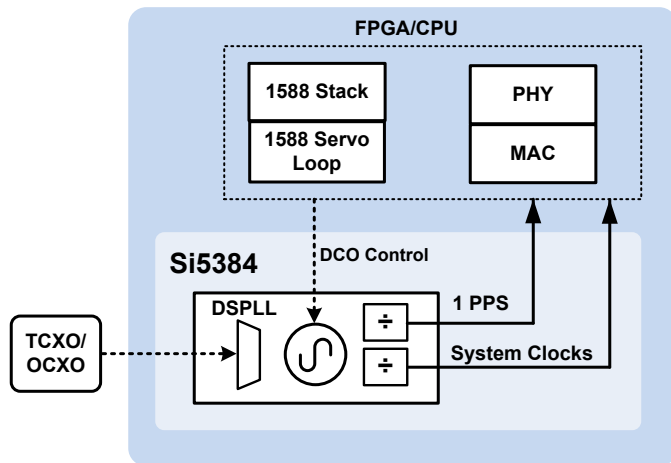 FPGA/CPU
1588 Stack
1588 Servo
Loop
PHY
MAC
DCO Control
Si5384
DSPLL
÷
÷
1 PPS
System Clocks
TCXO/
OCXO